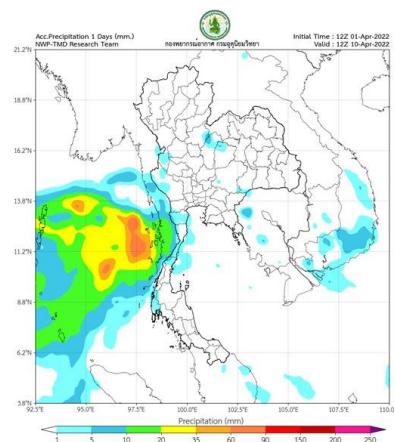 Acc.Precipitation 1 Days (mm.)
NWP-TMD Research Team
กองพยากรณ์อากาศ กรมอุตุนิยมวิทยา
Initial Time : 12Z 01-Apr-2022
Valid : 12Z 10-Apr-2022
21.2°N
18.8°N
16.2°N
13.8°N
11.2°N
8.8°N
6.2°N
3.8°N
92.5°E 95.0°E 97.5°E 100.0°E 102.5°E 105.0°E 107.5°E 110.0
Precipitation (mm)
1 5 10 20 35 60 90 150 200 250